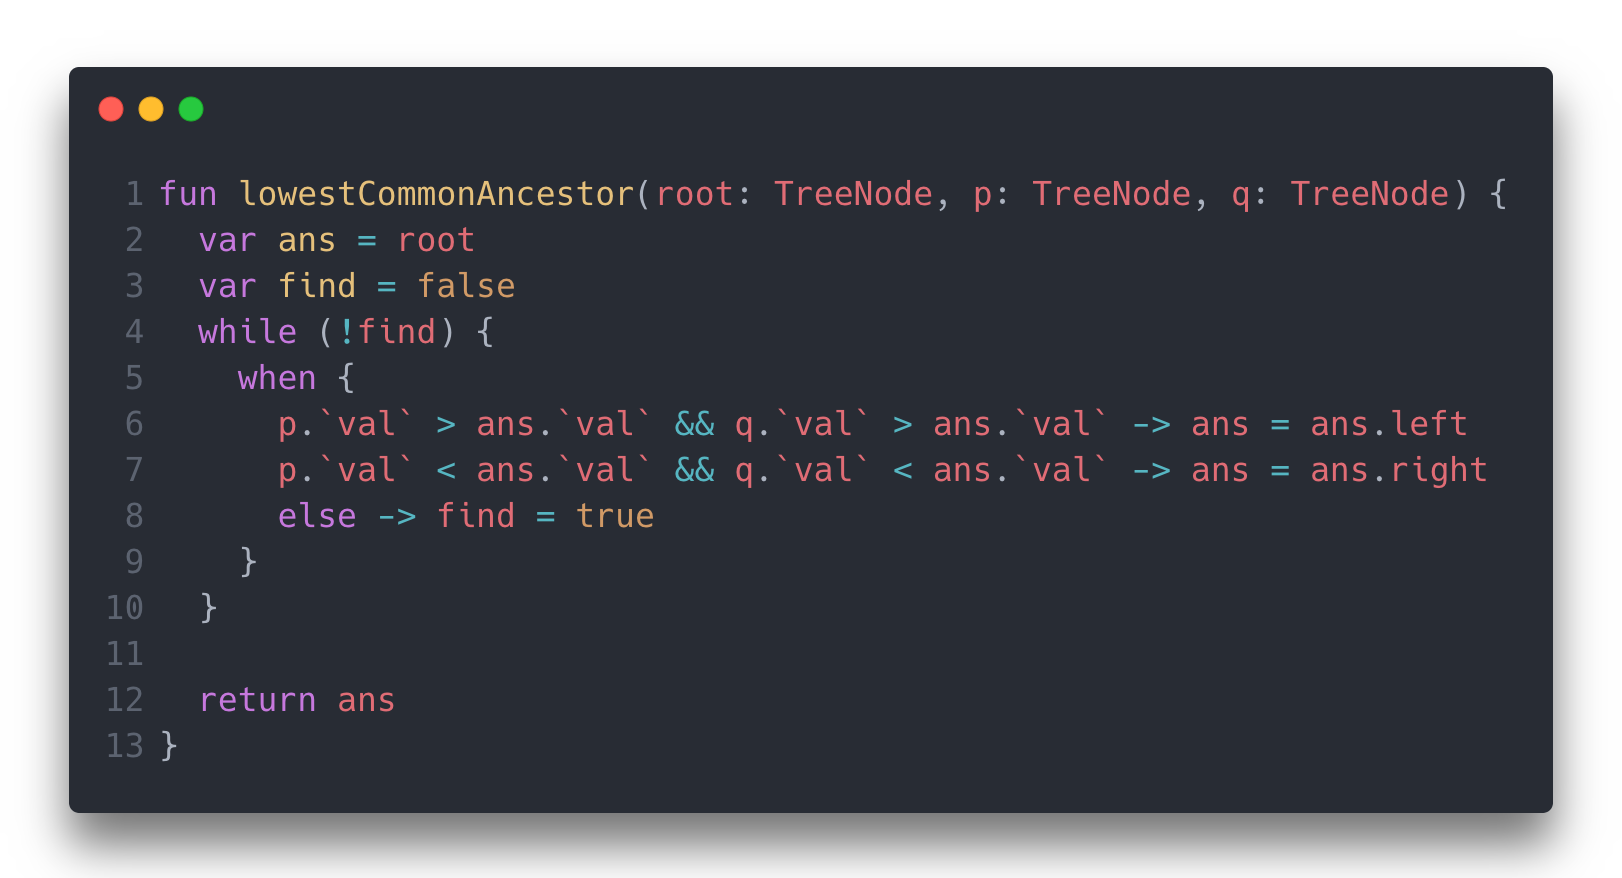 1 fun lowestCommonAncestor(root: TreeNode, p: TreeNode, q: TreeNode) {
2   var ans = root
3   var find = false
4   while (!find) {
5     when {
6       p.`val` > ans.`val` && q.`val` > ans.`val` -> ans = ans.left
7       p.`val` < ans.`val` && q.`val` < ans.`val` -> ans = ans.right
8       else -> find = true
9     }
10   }
11
12   return ans
13 }